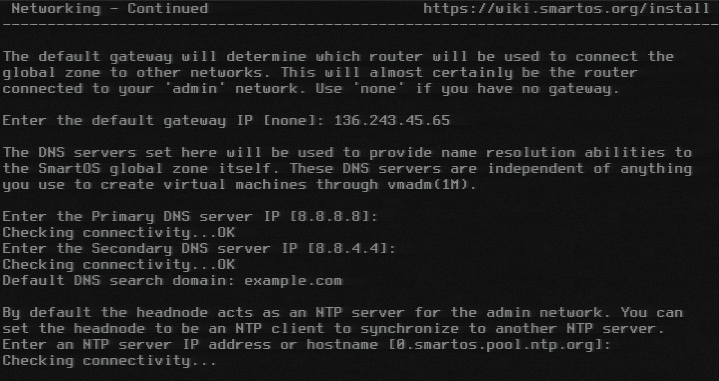 Networking - Continued https://wiki.smartos.org/install
--------------------------------------------------------------------------------
The default gateway will determine which router will be used to connect the
global zone to other networks. This will almost certainly be the router
connected to your 'admin' network. Use 'none' if you have no gateway.
Enter the default gateway IP [none]: 136.243.45.65
The DNS servers set here will be used to provide name resolution abilities to
the SmartOS global zone itself. These DNS servers are independent of anything
you use to create virtual machines through vmadm(1M).
Enter the Primary DNS server IP [8.8.8.8]:
Checking connectivity...OK
Enter the Secondary DNS server IP [8.8.4.4]:
Checking connectivity...OK
Default DNS search domain: example.com
By default the headnode acts as an NTP server for the admin network. You can
set the headnode to be an NTP client to synchronize to another NTP server.
Enter an NTP server IP address or hostname [0.smartos.pool.ntp.org]:
Checking connectivity...